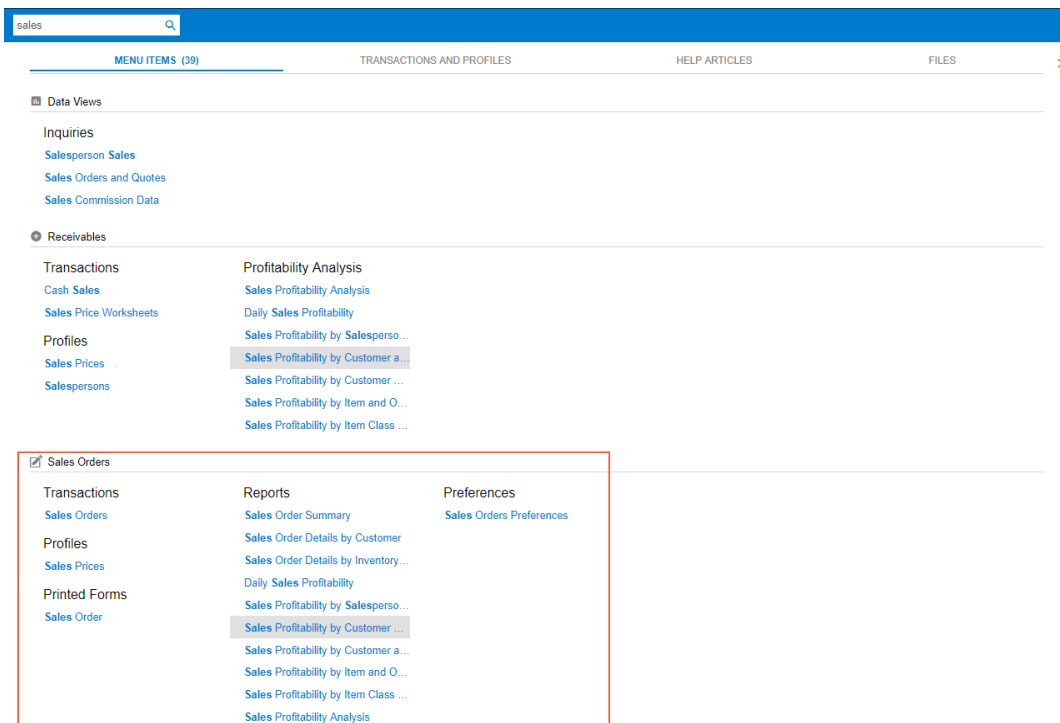 sales
MENU ITEMS (39)
TRANSACTIONS AND PROFILES
HELP ARTICLES
FILES
Data Views
Inquiries
Salesperson Sales
Sales Orders and Quotes
Sales Commission Data
Receivables
Transactions
Cash Sales
Sales Price Worksheets
Profiles
Sales Prices
Salespersons
Profitability Analysis
Sales Profitability Analysis
Daily Sales Profitability
Sales Profitability by Salesperso...
Sales Profitability by Customer a...
Sales Profitability by Customer ...
Sales Profitability by Item and O...
Sales Profitability by Item Class ...
Sales Orders
Transactions
Sales Orders
Profiles
Sales Prices
Printed Forms
Sales Order
Reports
Sales Order Summary
Sales Order Details by Customer
Sales Order Details by Inventory...
Daily Sales Profitability
Sales Profitability by Salesperso...
Sales Profitability by Customer ...
Sales Profitability by Customer a...
Sales Profitability by Item and O...
Sales Profitability by Item Class ...
Sales Profitability Analysis
Preferences
Sales Orders Preferences